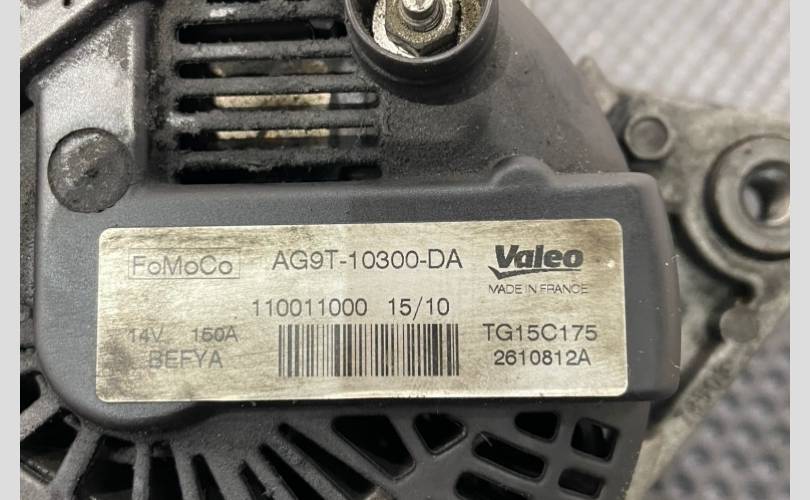 FoMoCo AG9T-10300-DA Valeo
MADE IN FRANCE
110011000 15/10
14V 150A TG15C175
BEFYA 2610812A